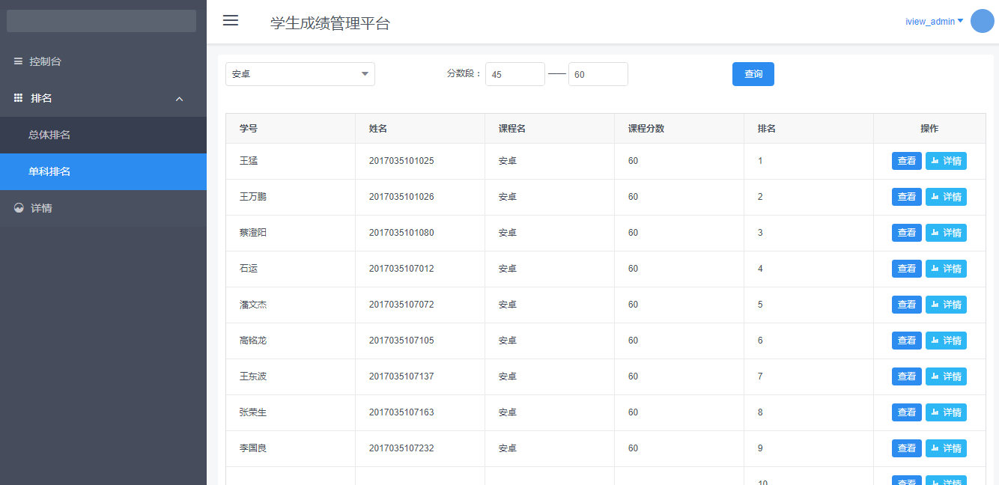 学生成绩管理平台
iview_admin
控制台
排名
总体排名
单科排名
详情
安卓 分数段： 45 —— 60 查询
学号 姓名 课程名 课程分数 排名 操作
王猛 2017035101025 安卓 60 1 查看 详情
王万鹏 2017035101026 安卓 60 2 查看 详情
蔡澄阳 2017035101080 安卓 60 3 查看 详情
石运 2017035107012 安卓 60 4 查看 详情
潘文杰 2017035107072 安卓 60 5 查看 详情
高铭龙 2017035107105 安卓 60 6 查看 详情
王东波 2017035107137 安卓 60 7 查看 详情
张荣生 2017035107163 安卓 60 8 查看 详情
李国良 2017035107232 安卓 60 9 查看 详情
10 查看 详情